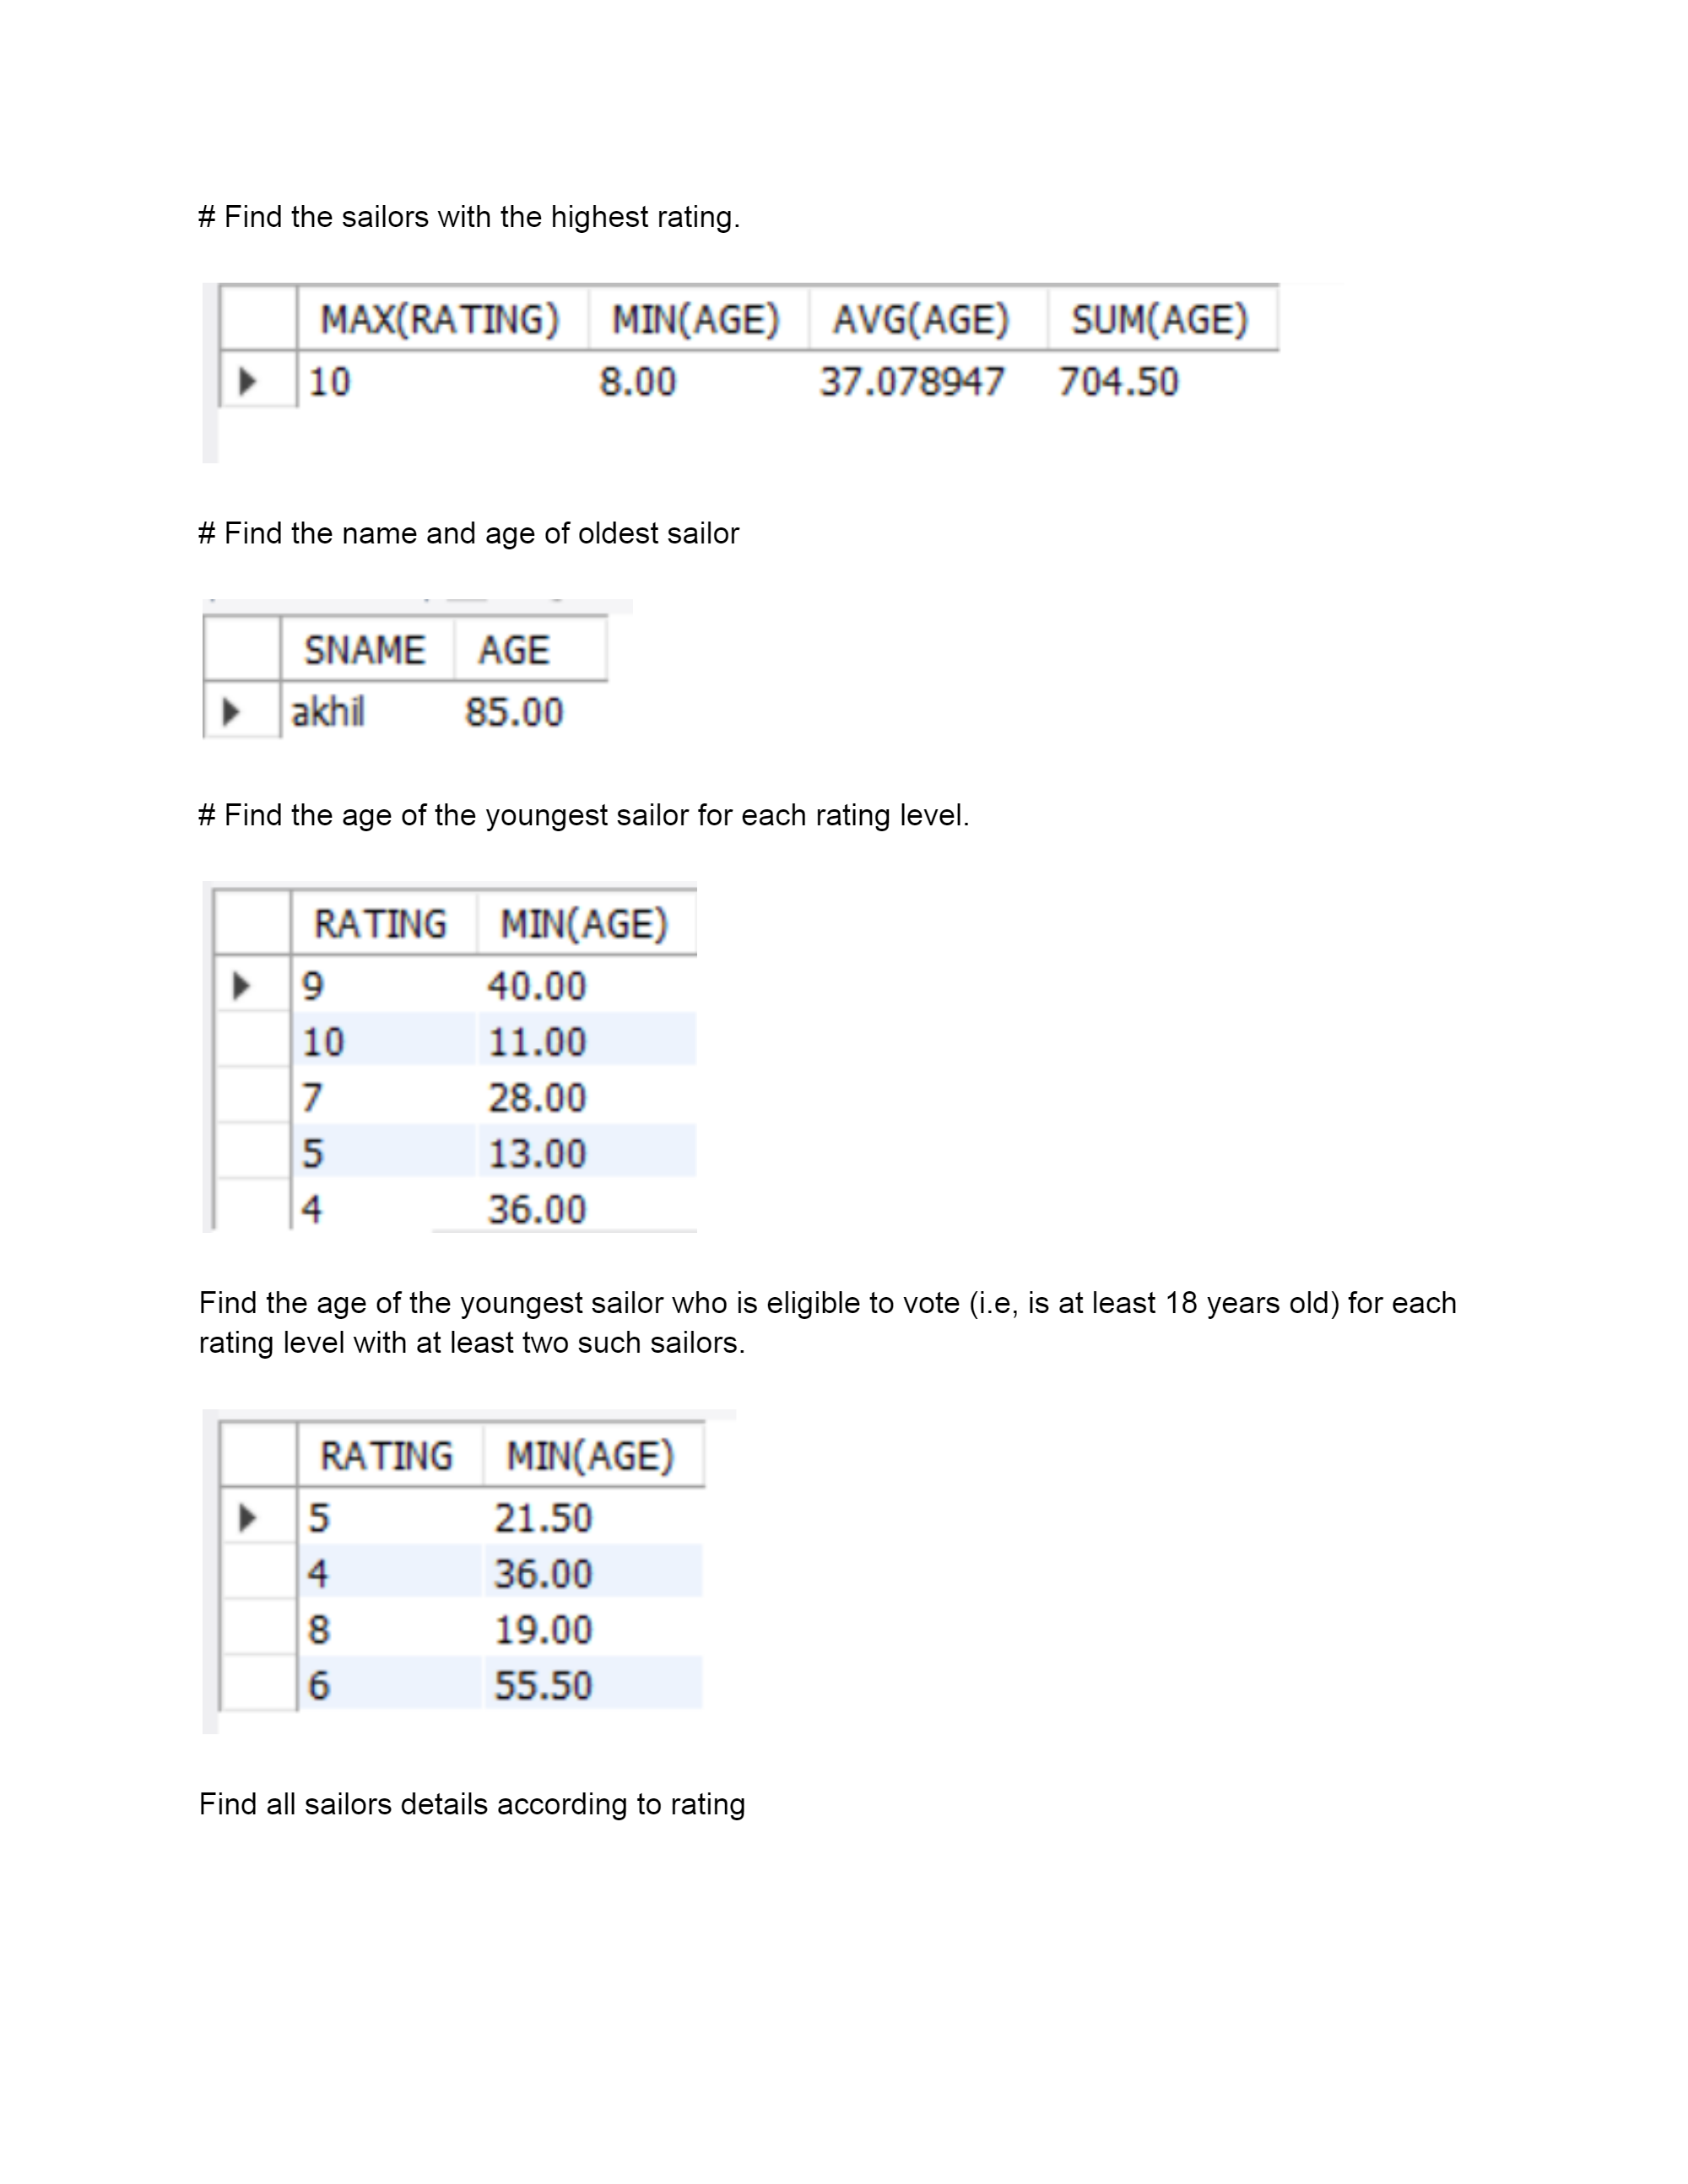 # Find the sailors with the highest rating.
MAX(RATING) MIN(AGE) AVG(AGE) SUM(AGE)
10 8.00 37.078947 704.50
# Find the name and age of oldest sailor
SNAME AGE
akhil 85.00
# Find the age of the youngest sailor for each rating level.
RATING MIN(AGE)
9 40.00
10 11.00
7 28.00
5 13.00
4 36.00
Find the age of the youngest sailor who is eligible to vote (i.e, is at least 18 years old) for each
rating level with at least two such sailors.
RATING MIN(AGE)
5 21.50
4 36.00
8 19.00
6 55.50
Find all sailors details according to rating